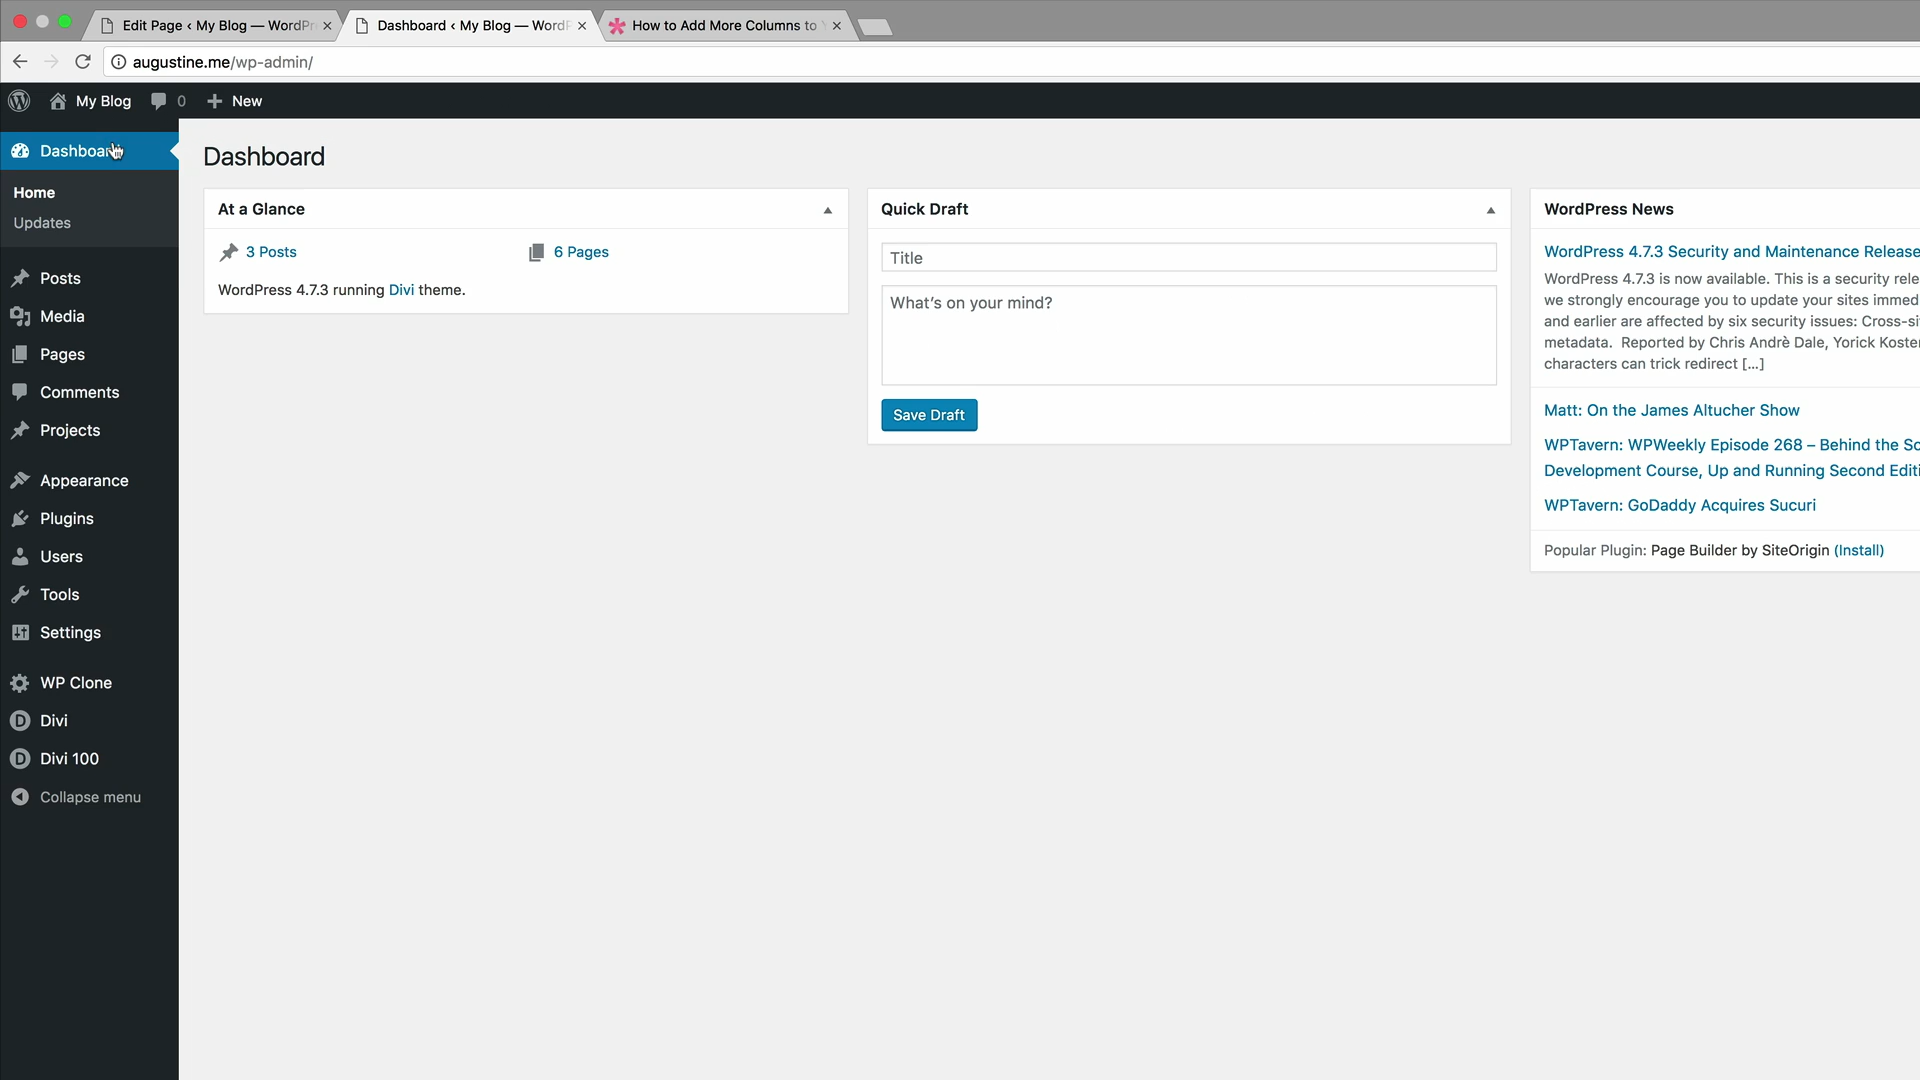 Edit Page ‹ My Blog — WordPr
Dashboard ‹ My Blog — WordP
How to Add More Columns to Y
augustine.me/wp-admin/
My Blog
0
New
Dashboard
Home
Updates
Posts
Media
Pages
Comments
Projects
Appearance
Plugins
Users
Tools
Settings
WP Clone
Divi
Divi 100
Collapse menu
Dashboard
At a Glance
3 Posts
6 Pages
WordPress 4.7.3 running Divi theme.
Quick Draft
Title
What's on your mind?
Save Draft
WordPress News
WordPress 4.7.3 Security and Maintenance Release
WordPress 4.7.3 is now available. This is a security rele
we strongly encourage you to update your sites immed
and earlier are affected by six security issues: Cross-si
metadata. Reported by Chris Andrè Dale, Yorick Koster
characters can trick redirect […]
Matt: On the James Altucher Show
WPTavern: WPWeekly Episode 268 – Behind the Sc
Development Course, Up and Running Second Editi
WPTavern: GoDaddy Acquires Sucuri
Popular Plugin: Page Builder by SiteOrigin (Install)